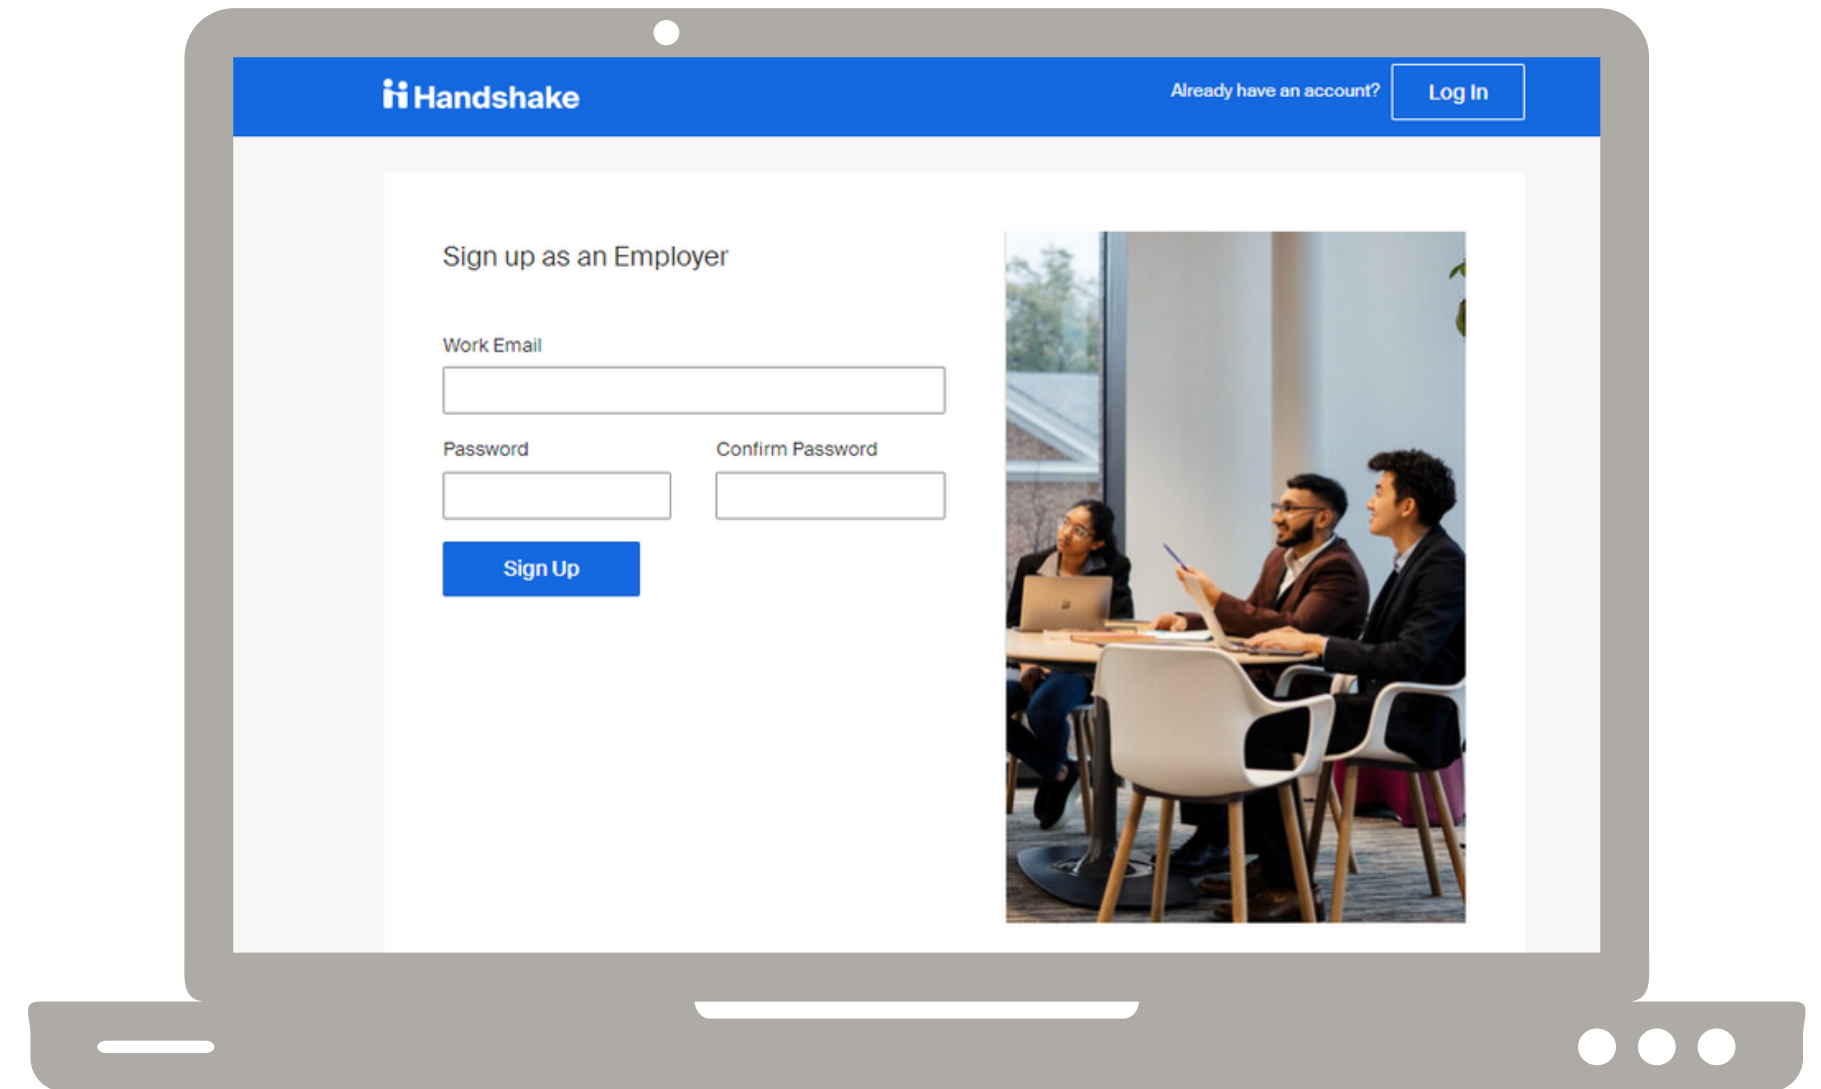 Handshake
Already have an account?
Log In
Sign up as an Employer
Work Email
Password
Confirm Password
Sign Up